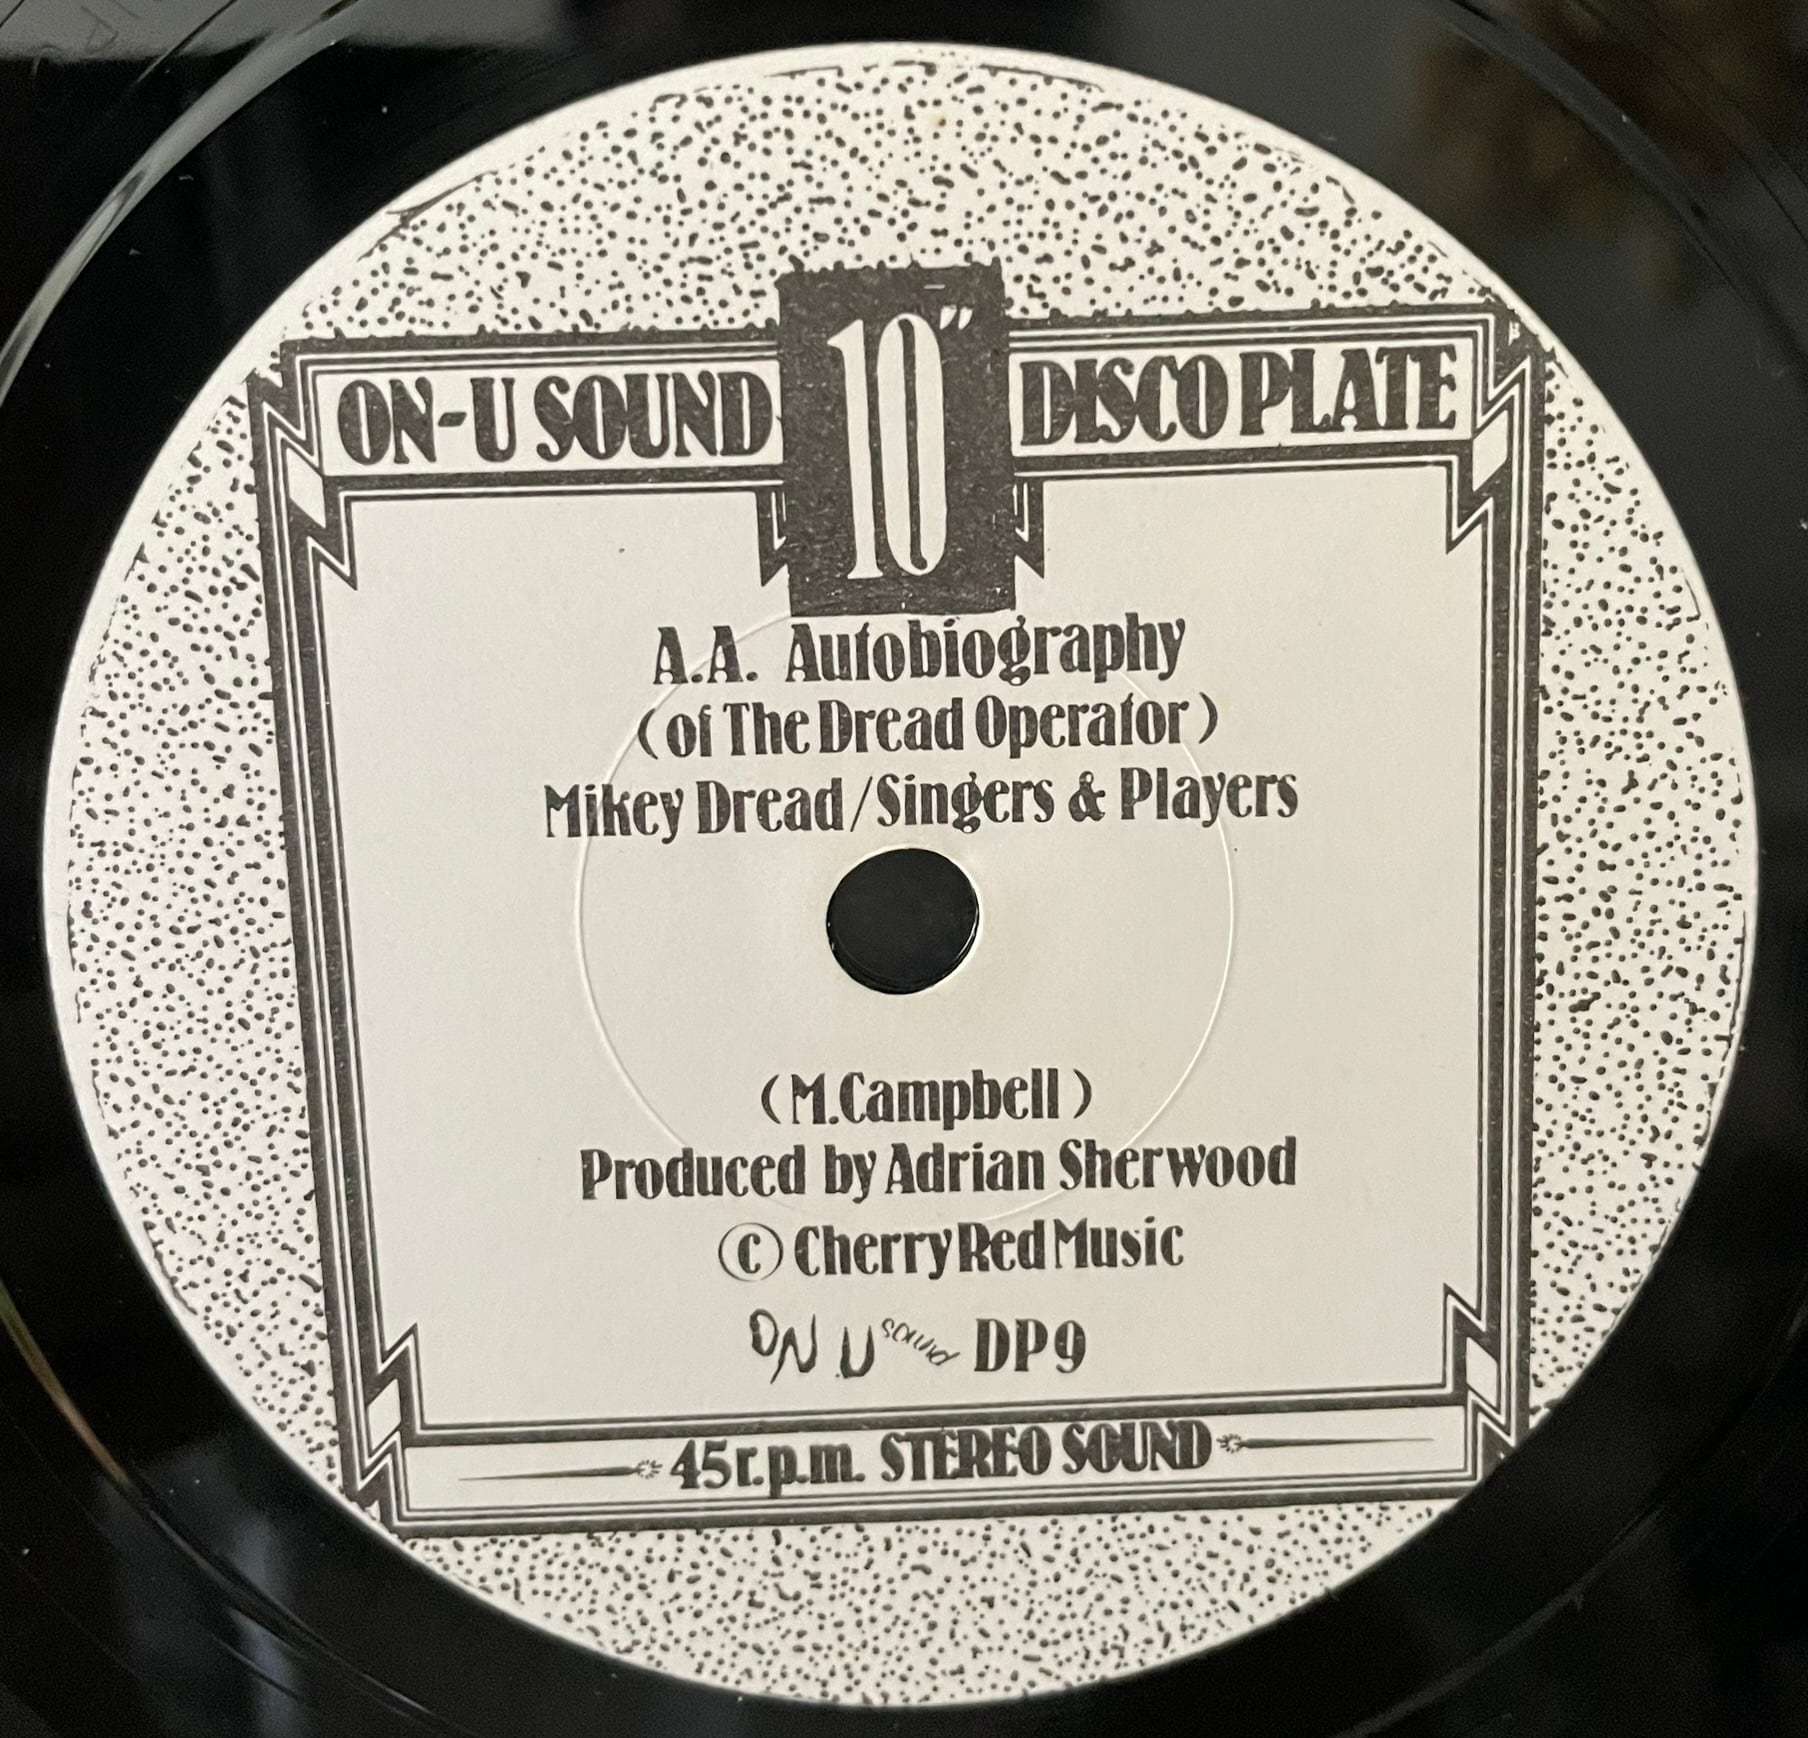 ON-U SOUND 10" DISCO PLATE
A.A. Autobiography
(of The Dread Operator)
Mikey Dread/Singers & Players
(M.Campbell)
Produced by Adrian Sherwood
© Cherry Red Music
ON U sound DP9
45 r.p.m. STEREO SOUND